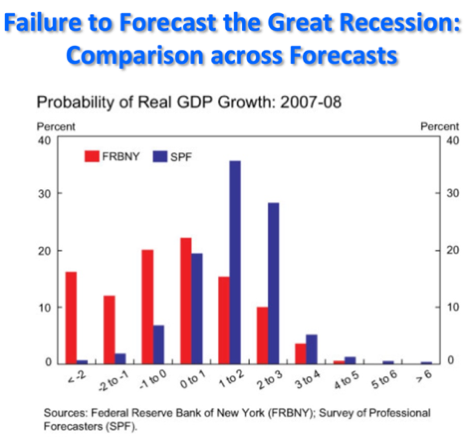 Failure to Forecast the Great Recession:
Comparison across Forecasts
Probability of Real GDP Growth: 2007-08
Percent Percent
40 40
FRBNY SPF
30 30
20 20
10 10
0 0
< -2 -2 to -1 -1 to 0 0 to 1 1 to 2 2 to 3 3 to 4 4 to 5 5 to 6 > 6
Sources: Federal Reserve Bank of New York (FRBNY); Survey of Professional
Forecasters (SPF).